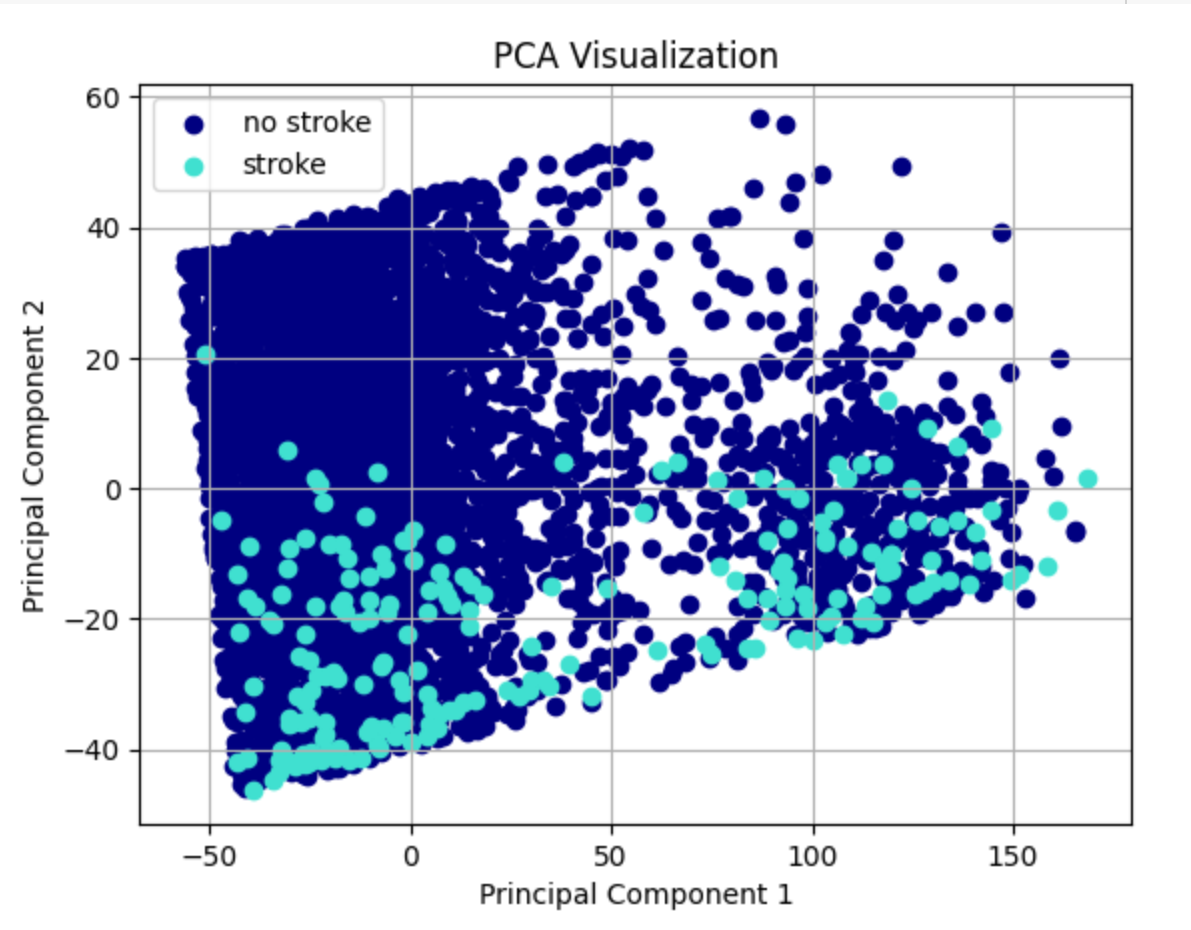 PCA Visualization
60
40
20
0
−20
−40
Principal Component 2
no stroke
stroke
−50
0
50
100
150
Principal Component 1